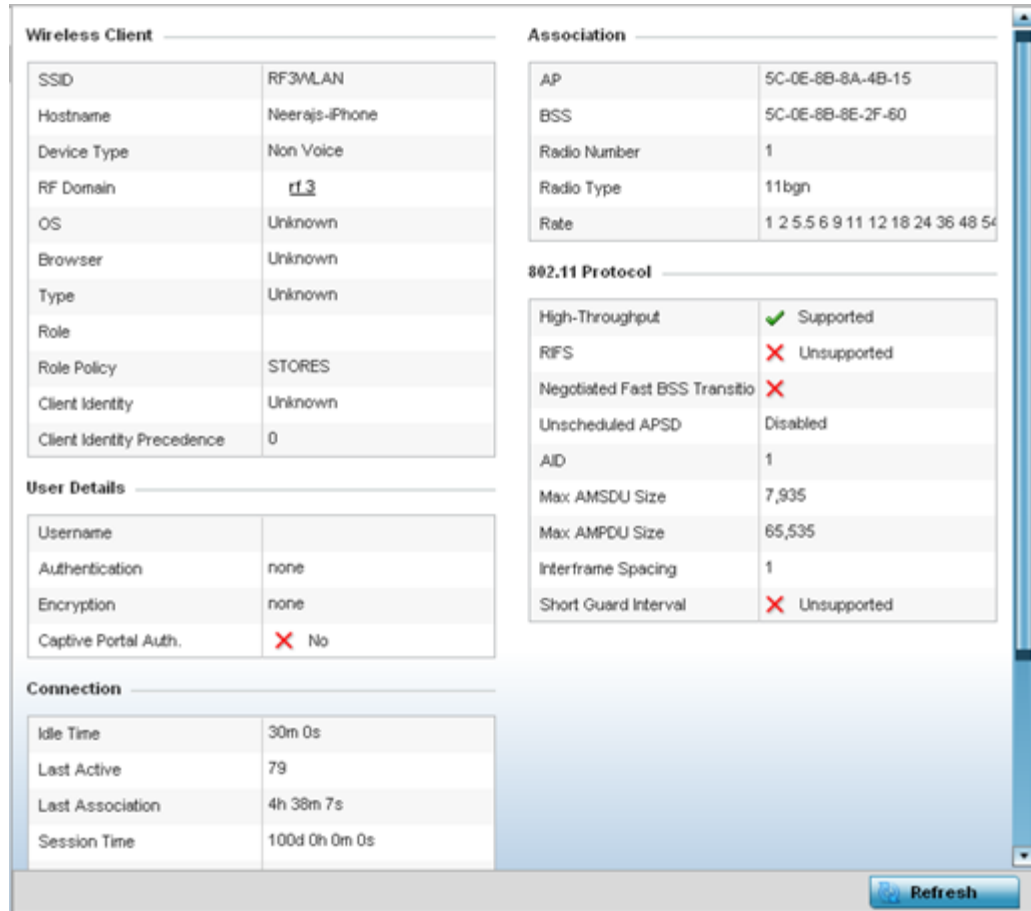 Wireless Client
SSID RF3WLAN
Hostname Neerajs-iPhone
Device Type Non Voice
RF Domain rf.3
OS Unknown
Browser Unknown
Type Unknown
Role
Role Policy STORES
Client Identity Unknown
Client Identity Precedence 0
User Details
Username
Authentication none
Encryption none
Captive Portal Auth. No
Connection
Idle Time 30m 0s
Last Active 79
Last Association 4h 38m 7s
Session Time 100d 0h 0m 0s
Association
AP 5C-0E-8B-8A-4B-15
BSS 5C-0E-8B-8E-2F-60
Radio Number 1
Radio Type 11bgn
Rate 1 2 5.5 6 9 11 12 18 24 36 48 54
802.11 Protocol
High-Throughput Supported
RIFS Unsupported
Negotiated Fast BSS Transitio
Unscheduled APSD Disabled
AID 1
Max AMSDU Size 7,935
Max AMPDU Size 65,535
Interframe Spacing 1
Short Guard Interval Unsupported
Refresh